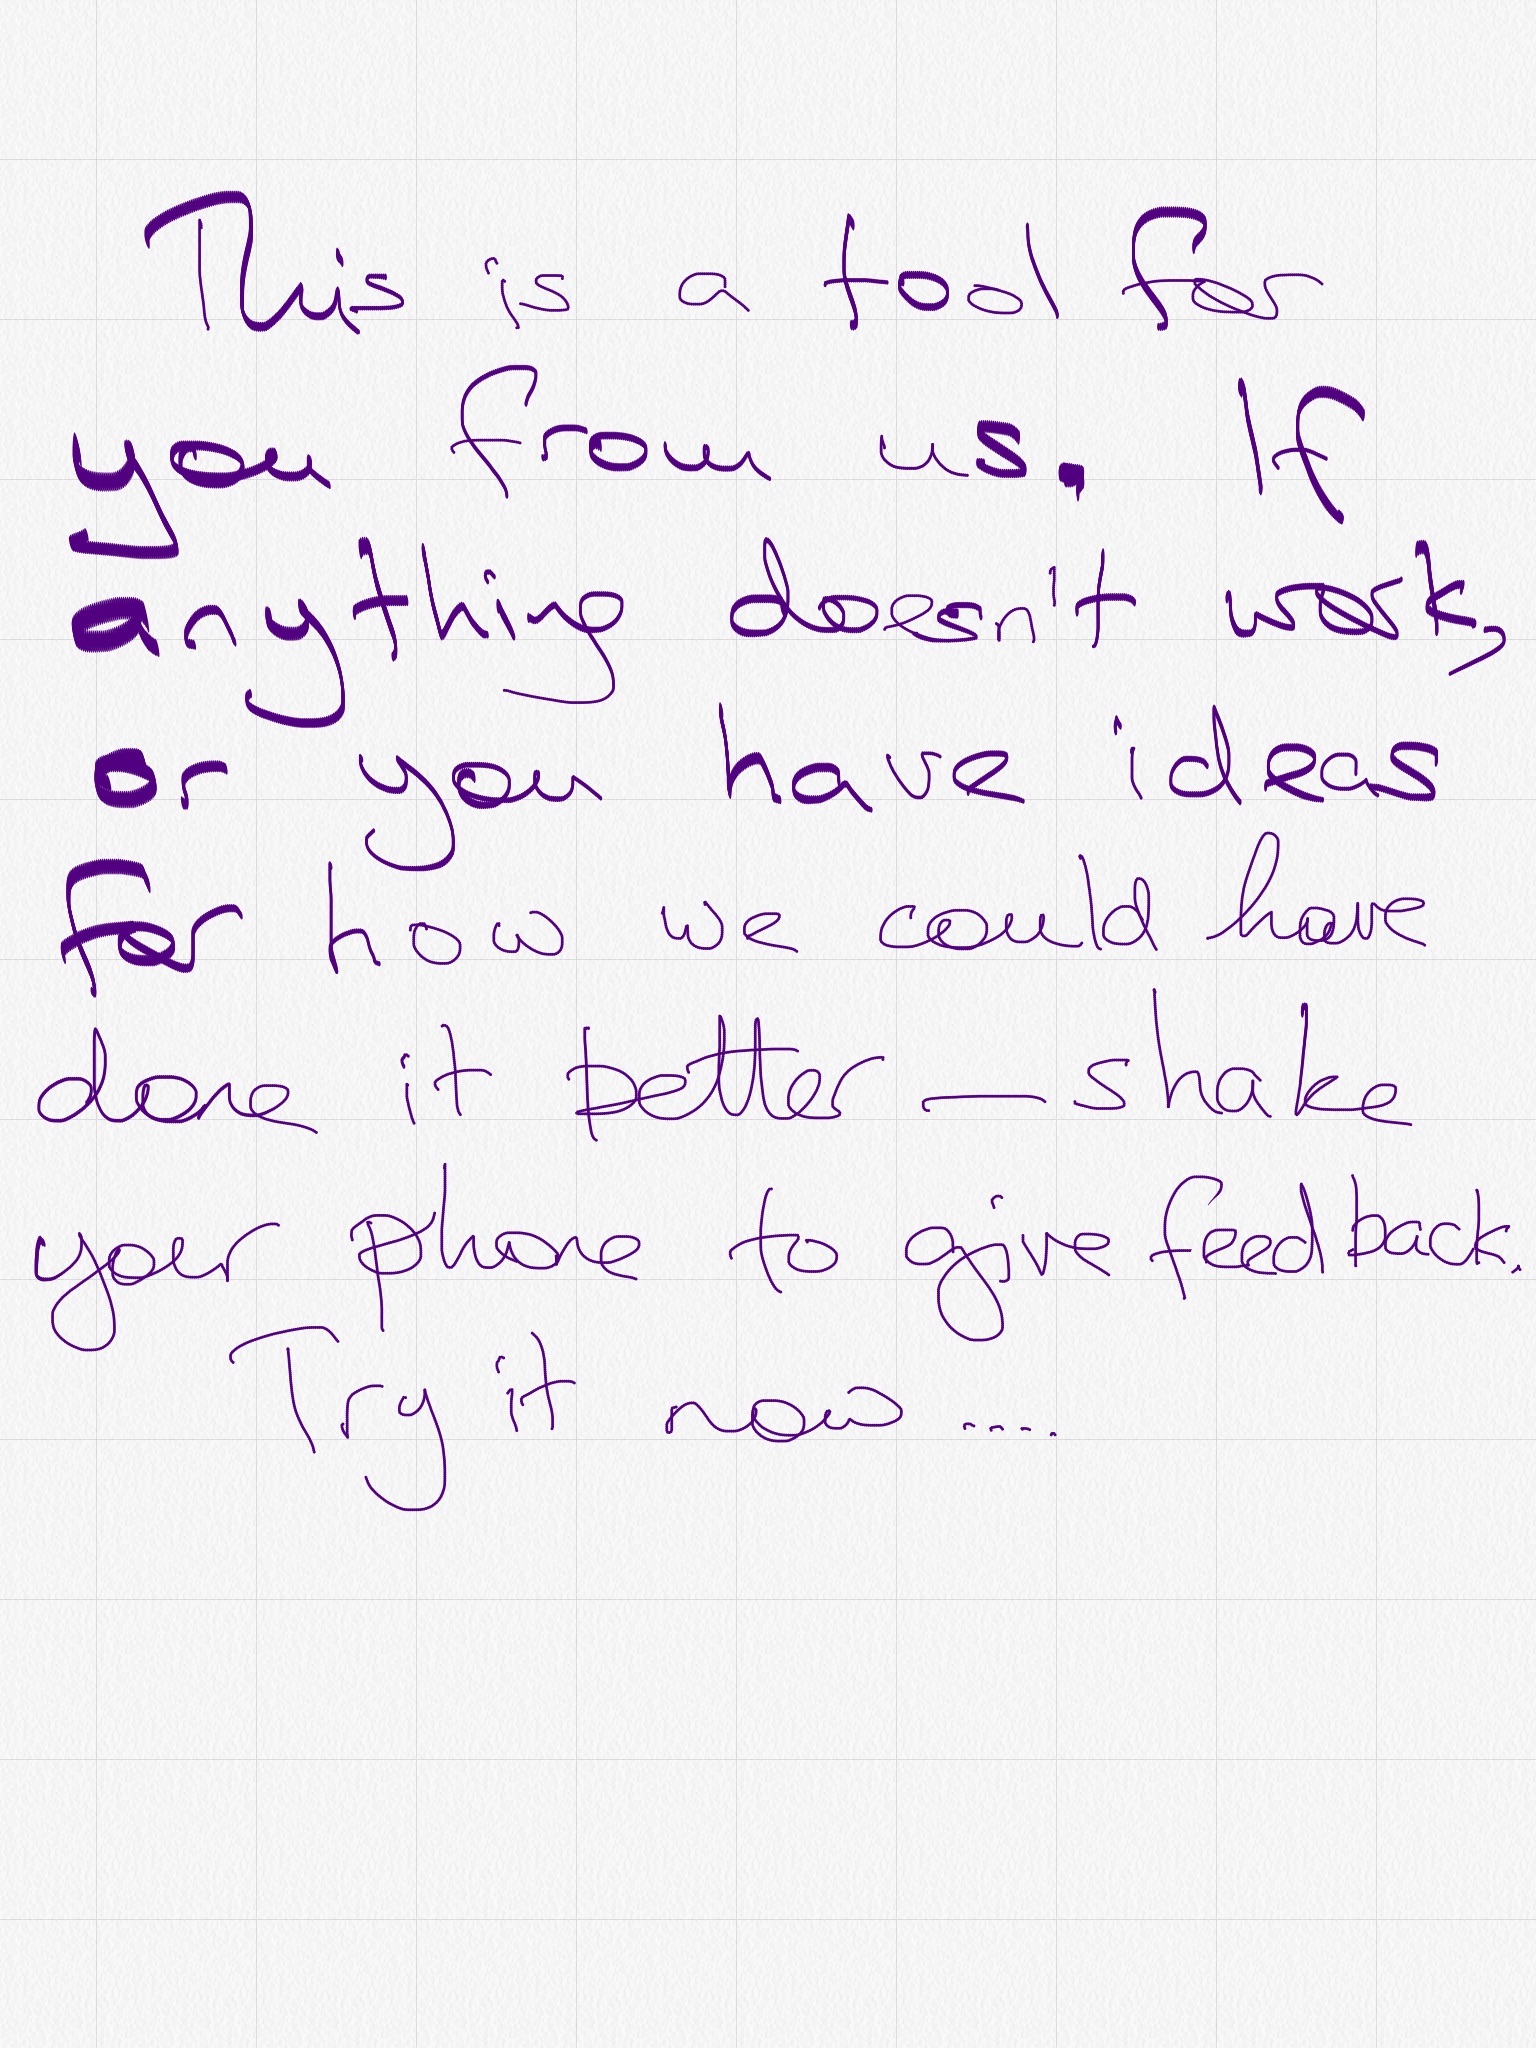 This is a tool for
you from us. If
anything doesn't work,
or you have ideas
for how we could have
done it better – shake
your phone to give feedback.
Try it now ....